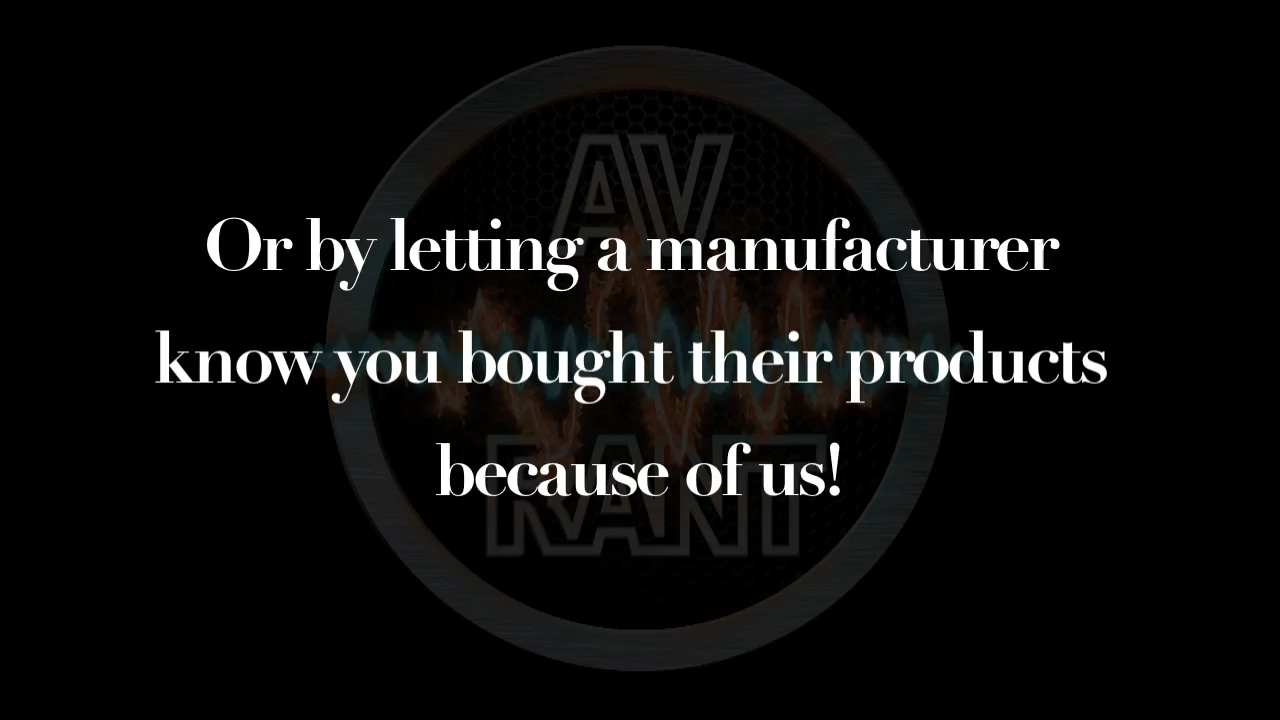 AV
Or by letting a manufacturer
know you bought their products
because of us!
RANT